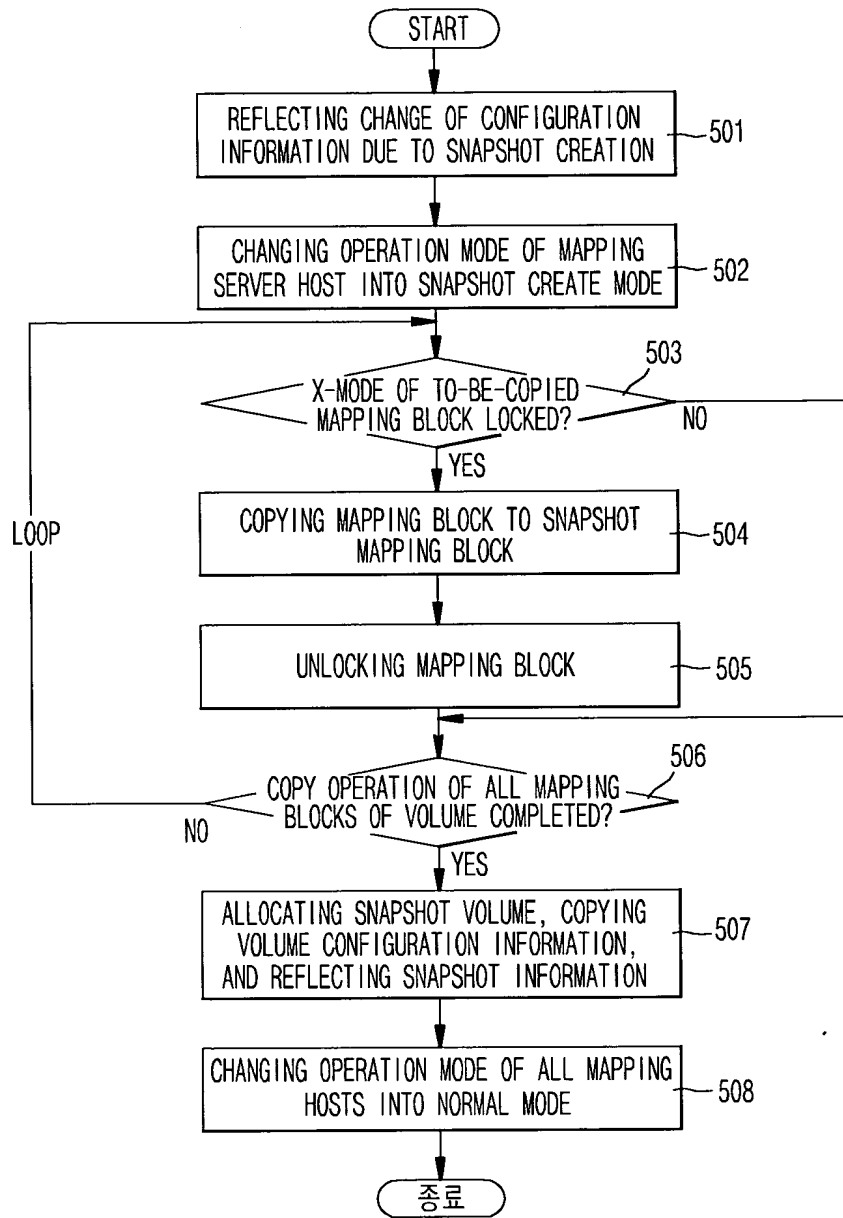 START
REFLECTING CHANGE OF CONFIGURATION
INFORMATION DUE TO SNAPSHOT CREATION
501
CHANGING OPERATION MODE OF MAPPING
SERVER HOST INTO SNAPSHOT CREATE MODE
502
503
X-MODE OF TO-BE-COPIED
MAPPING BLOCK LOCKED?
NO
YES
LOOP
COPYING MAPPING BLOCK TO SNAPSHOT
MAPPING BLOCK
504
UNLOCKING MAPPING BLOCK
505
506
COPY OPERATION OF ALL MAPPING
BLOCKS OF VOLUME COMPLETED?
NO
YES
ALLOCATING SNAPSHOT VOLUME, COPYING
VOLUME CONFIGURATION INFORMATION,
AND REFLECTING SNAPSHOT INFORMATION
507
CHANGING OPERATION MODE OF ALL MAPPING
HOSTS INTO NORMAL MODE
508
종료